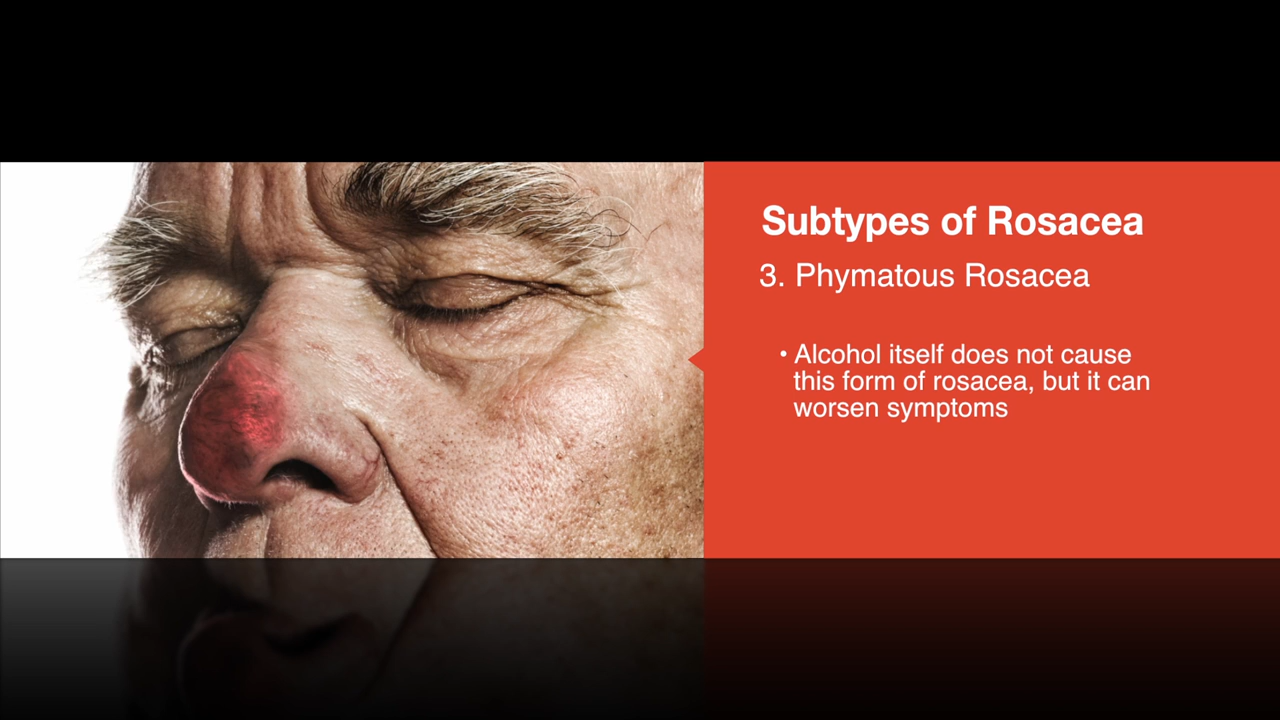 Subtypes of Rosacea
3. Phymatous Rosacea
• Alcohol itself does not cause
this form of rosacea, but it can
worsen symptoms